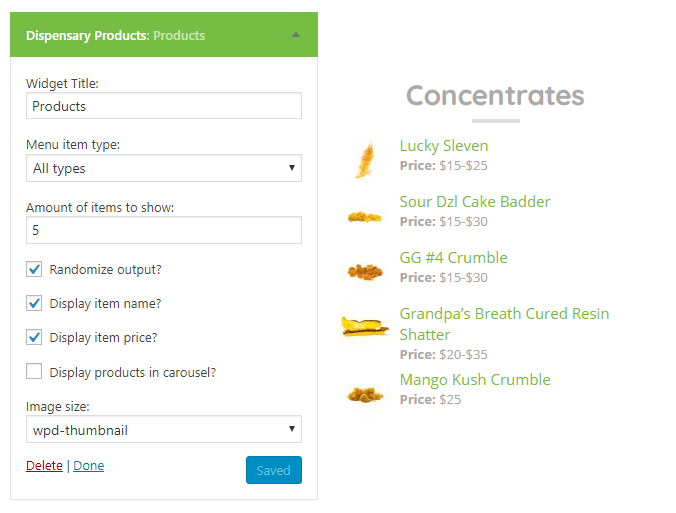 Dispensary Products: Products
Widget Title:
Products
Menu item type:
All types
Amount of items to show:
5
Randomize output?
Display item name?
Display item price?
Display products in carousel?
Image size:
wpd-thumbnail
Delete | Done
Saved
Concentrates
Lucky Sleven
Price: $15-$25
Sour Dzl Cake Badder
Price: $15-$30
GG #4 Crumble
Price: $15-$30
Grandpa’s Breath Cured Resin
Shatter
Price: $20-$35
Mango Kush Crumble
Price: $25